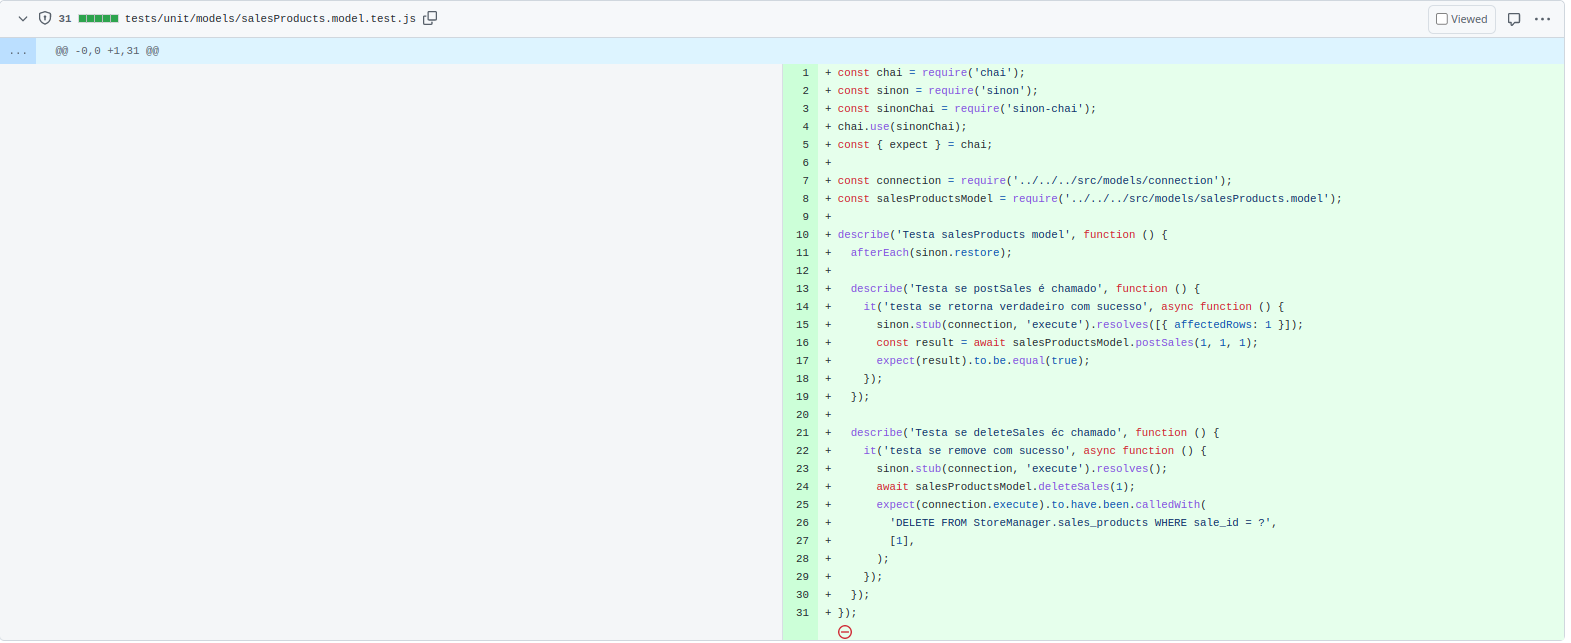 31 tests/unit/models/salesProducts.model.test.js Viewed
... @@ -0,0 +1,31 @@
1 + const chai = require('chai');
2 + const sinon = require('sinon');
3 + const sinonChai = require('sinon-chai');
4 + chai.use(sinonChai);
5 + const { expect } = chai;
6 +
7 + const connection = require('../../../src/models/connection');
8 + const salesProductsModel = require('../../../src/models/salesProducts.model');
9 +
10 + describe('Testa salesProducts model', function () {
11 +   afterEach(sinon.restore);
12 +
13 +   describe('Testa se postSales é chamado', function () {
14 +     it('testa se retorna verdadeiro com sucesso', async function () {
15 +       sinon.stub(connection, 'execute').resolves([{ affectedRows: 1 }]);
16 +       const result = await salesProductsModel.postSales(1, 1, 1);
17 +       expect(result).to.be.equal(true);
18 +     });
19 +   });
20 +
21 +   describe('Testa se deleteSales éc chamado', function () {
22 +     it('testa se remove com sucesso', async function () {
23 +       sinon.stub(connection, 'execute').resolves();
24 +       await salesProductsModel.deleteSales(1);
25 +       expect(connection.execute).to.have.been.calledWith(
26 +         'DELETE FROM StoreManager.sales_products WHERE sale_id = ?',
27 +         [1],
28 +       );
29 +     });
30 +   });
31 + });